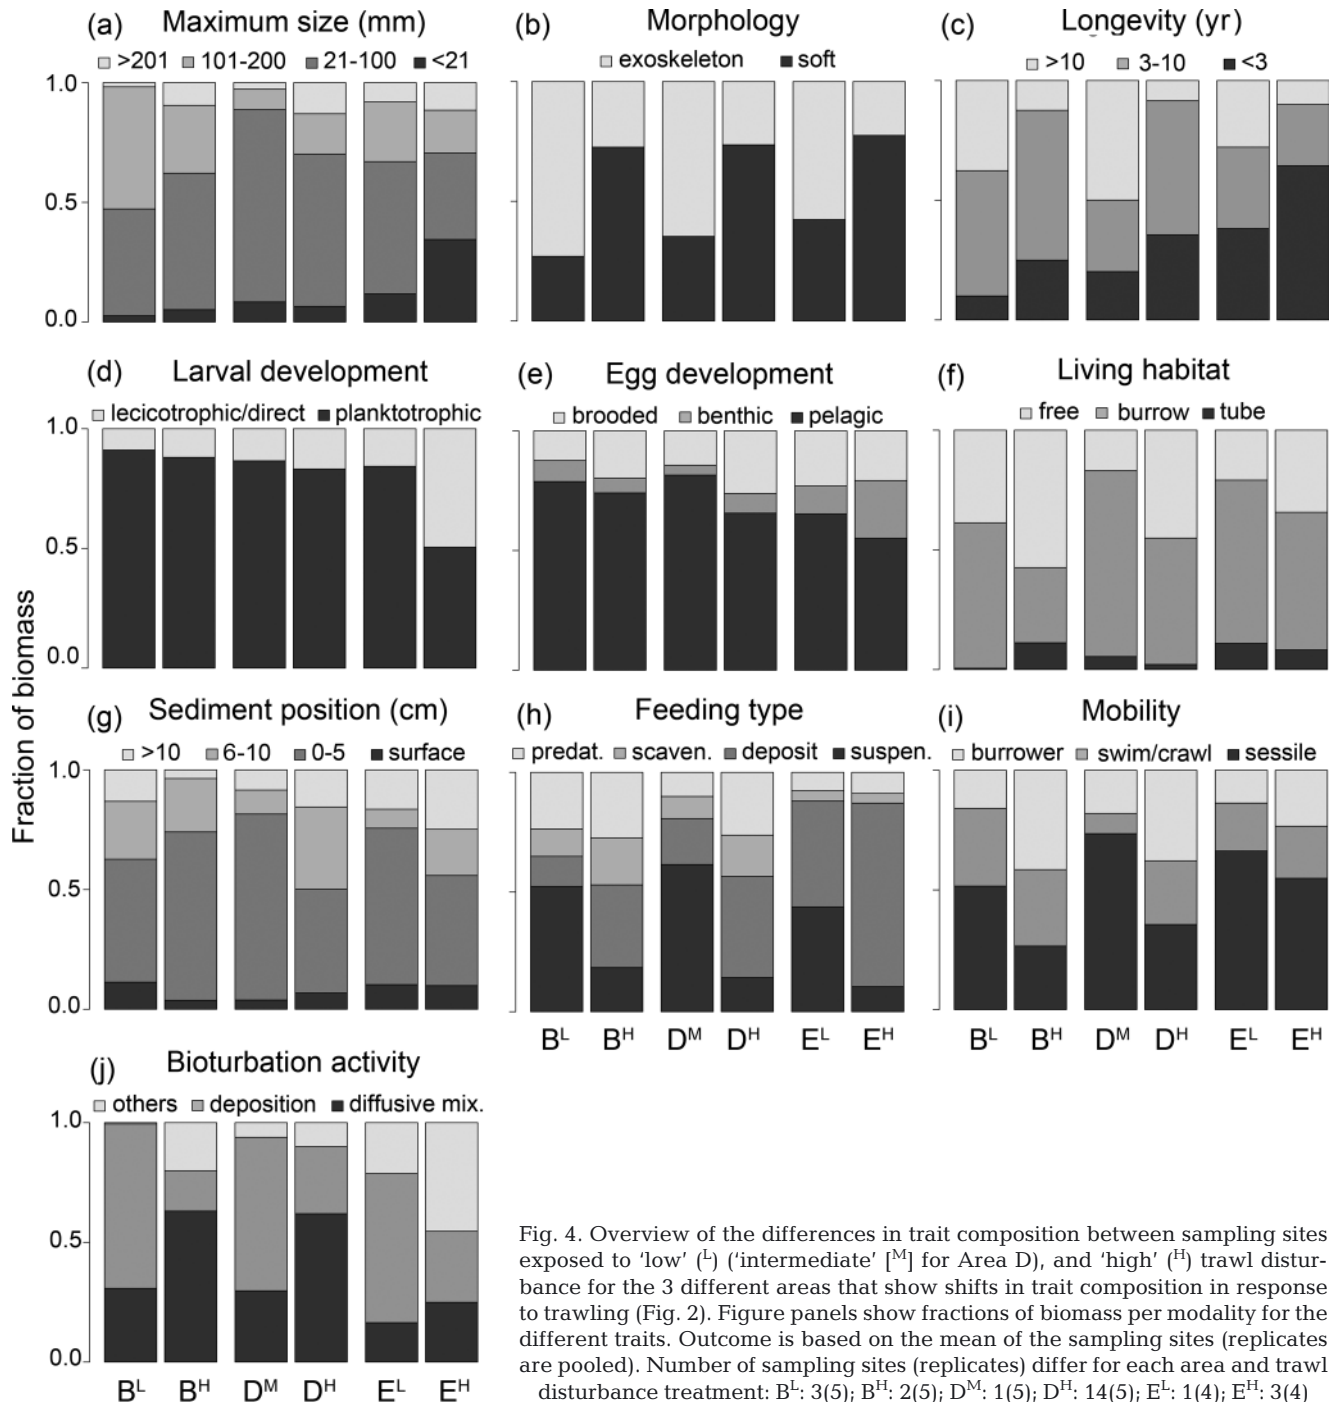 (a) Maximum size (mm)
>201 101-200 21-100 <21
1.0
0.5
0.0
(b) Morphology
exoskeleton soft
(c) Longevity (yr)
>10 3-10 <3
(d) Larval development
lecicotrophic/direct planktotrophic
1.0
0.5
0.0
(e) Egg development
brooded benthic pelagic
(f) Living habitat
free burrow tube
Fraction of biomass
(g) Sediment position (cm)
>10 6-10 0-5 surface
1.0
0.5
0.0
(h) Feeding type
predat. scaven. deposit suspen.
B^L B^H D^M D^H E^L E^H
(i) Mobility
burrower swim/crawl sessile
B^L B^H D^M D^H E^L E^H
(j) Bioturbation activity
others deposition diffusive mix.
1.0
0.5
0.0
B^L B^H D^M D^H E^L E^H
Fig. 4. Overview of the differences in trait composition between sampling sites
exposed to ‘low’ (^L) (‘intermediate’ [^M] for Area D), and ‘high’ (^H) trawl distur-
bance for the 3 different areas that show shifts in trait composition in response
to trawling (Fig. 2). Figure panels show fractions of biomass per modality for the
different traits. Outcome is based on the mean of the sampling sites (replicates
are pooled). Number of sampling sites (replicates) differ for each area and trawl
disturbance treatment: B^L: 3(5); B^H: 2(5); D^M: 1(5); D^H: 14(5); E^L: 1(4); E^H: 3(4)